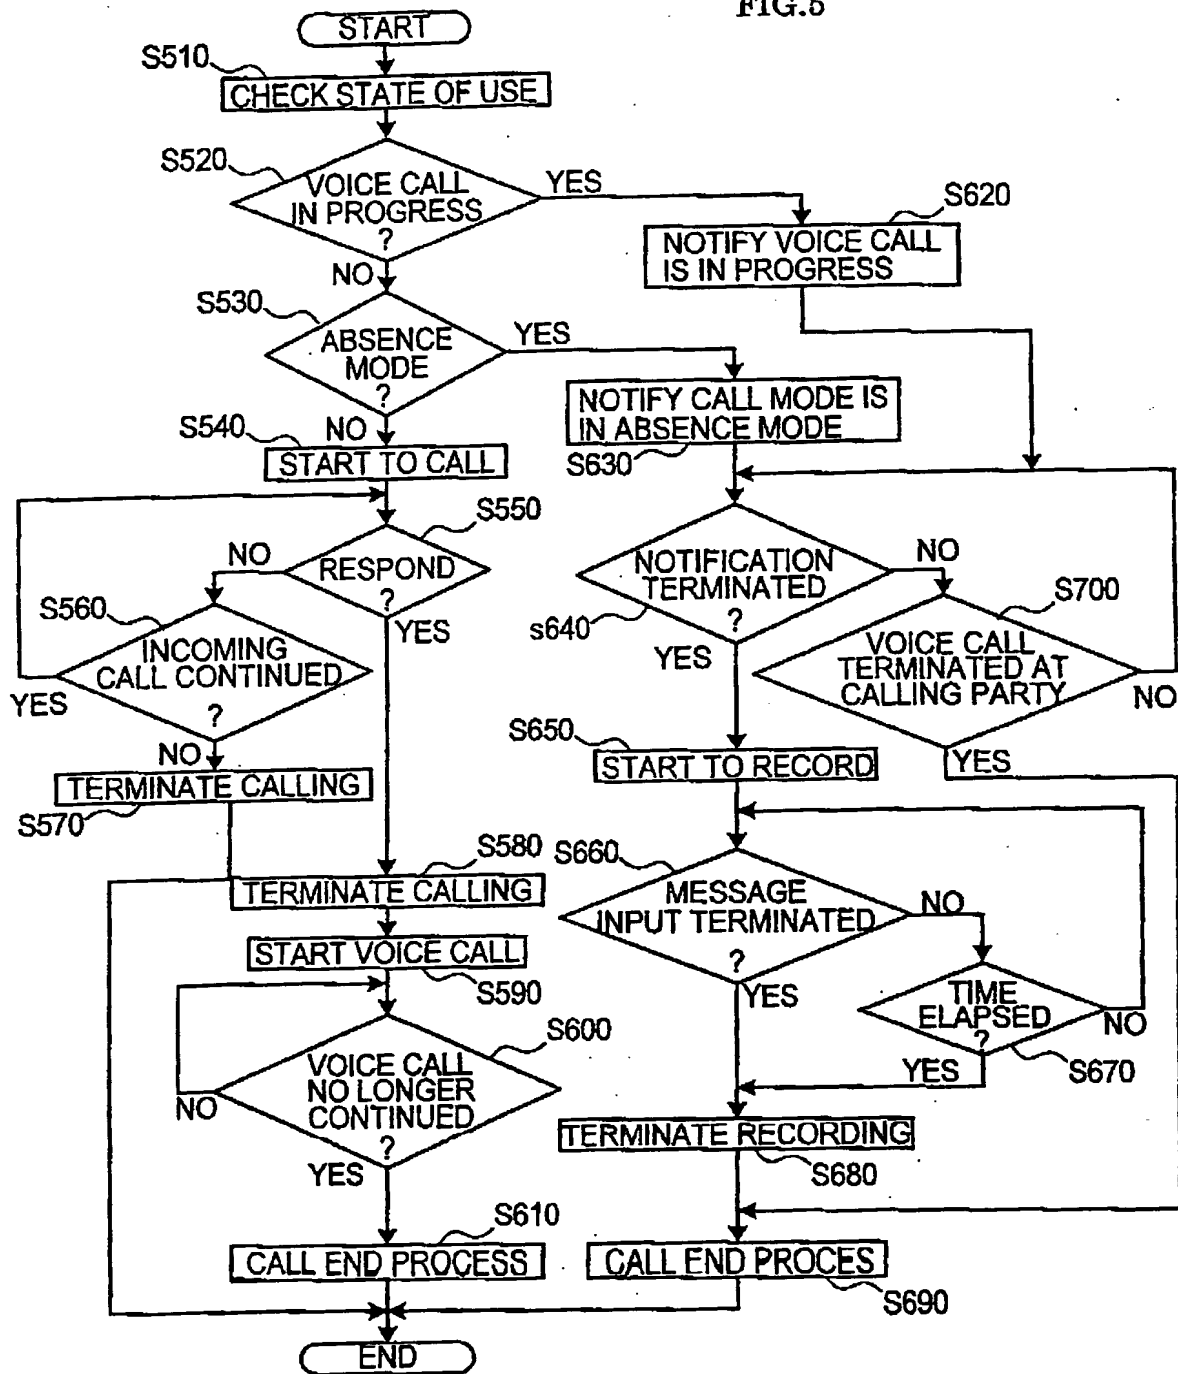 FIG.5
START
S510
CHECK STATE OF USE
S520
VOICE CALL
IN PROGRESS
?
YES
NO
S620
NOTIFY VOICE CALL
IS IN PROGRESS
S530
ABSENCE
MODE
?
YES
NO
NOTIFY CALL MODE IS
IN ABSENCE MODE
S630
S540
START TO CALL
S550
RESPOND
?
NO
YES
S560
INCOMING
CALL CONTINUED
?
YES
NO
TERMINATE CALLING
S570
NOTIFICATION
TERMINATED
?
s640
NO
YES
S700
VOICE CALL
TERMINATED AT
CALLING PARTY
NO
YES
S650
START TO RECORD
S580
TERMINATE CALLING
START VOICE CALL
S590
S660
MESSAGE
INPUT TERMINATED
?
NO
YES
TIME
ELAPSED
?
NO
S670
YES
S600
VOICE CALL
NO LONGER
CONTINUED
?
NO
YES
TERMINATE RECORDING
S680
S610
CALL END PROCESS
CALL END PROCES
S690
END